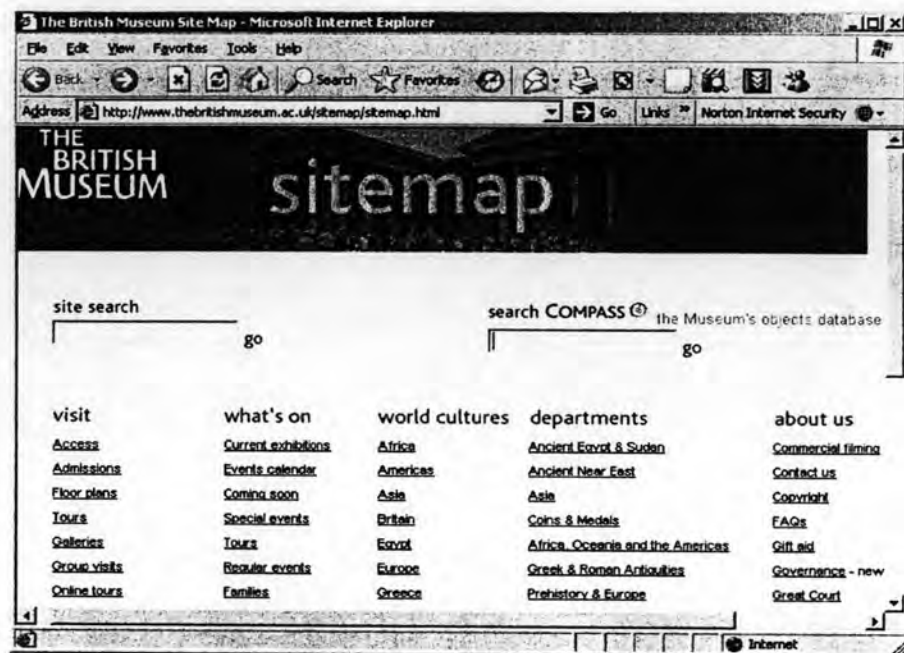 The British Museum Site Map - Microsoft Internet Explorer
File Edit View Favorites Tools Help
Back Search Favorites
Address http://www.thebritishmuseum.ac.uk/sitemap/sitemap.html Go Links » Norton Internet Security
THE
BRITISH
MUSEUM
sitemap
site search
go
search COMPASS the Museum's objects database
go
visit what's on world cultures departments about us
Access Current exhibitions Africa Ancient Egypt & Sudan Commercial filming
Admissions Events calendar Americas Ancient Near East Contact us
Floor plans Coming soon Asia Asia Copyright
Tours Special events Britain Coins & Medals FAQs
Galleries Tours Egypt Africa, Oceania and the Americas Gift aid
Group visits Regular events Europe Greek & Roman Antiquities Governance - new
Online tours Families Greece Prehistory & Europe Great Court
Internet